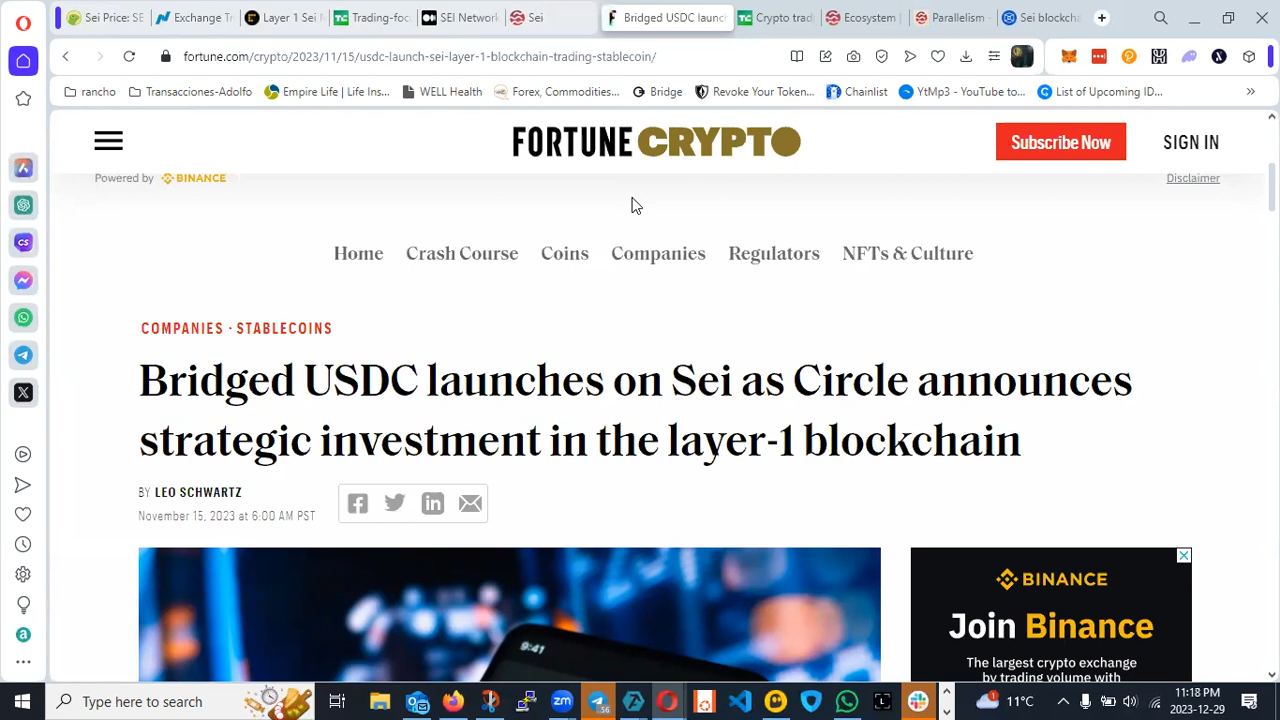 Sei Price: SE
Exchange Tr
Layer 1 Sei N
Trading-foc
SEI Network
Sei
Bridged USDC launc
Crypto trad
Ecosystem |
Parallelism -
Sei blockcha
fortune.com/crypto/2023/11/15/usdc-launch-sei-layer-1-blockchain-trading-stablecoin/
rancho
Transacciones-Adolfo
Empire Life | Life Ins...
WELL Health
Forex, Commodities...
Bridge
Revoke Your Token...
Chainlist
YtMp3 - YouTube to...
List of Upcoming ID...
FORTUNE CRYPTO
Subscribe Now
SIGN IN
Powered by BINANCE
Disclaimer
Home Crash Course Coins Companies Regulators NFTs & Culture
COMPANIES · STABLECOINS
Bridged USDC launches on Sei as Circle announces
strategic investment in the layer-1 blockchain
BY LEO SCHWARTZ
November 15, 2023 at 6:00 AM PST
9:41
BINANCE
Join Binance
The largest crypto exchange
by trading volume with
Type here to search
56
11°C
11:18 PM
2023-12-29